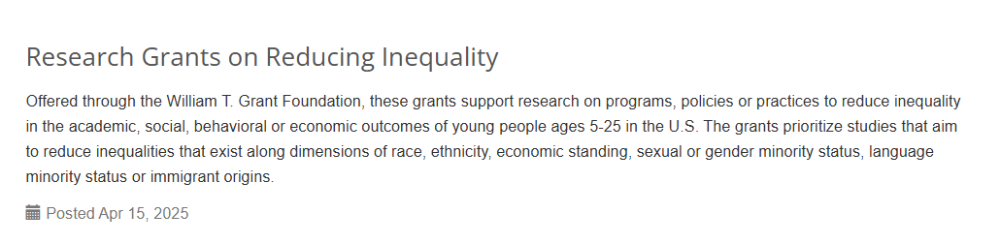 Research Grants on Reducing Inequality
Offered through the William T. Grant Foundation, these grants support research on programs, policies or practices to reduce inequality
in the academic, social, behavioral or economic outcomes of young people ages 5-25 in the U.S. The grants prioritize studies that aim
to reduce inequalities that exist along dimensions of race, ethnicity, economic standing, sexual or gender minority status, language
minority status or immigrant origins.
Posted Apr 15, 2025